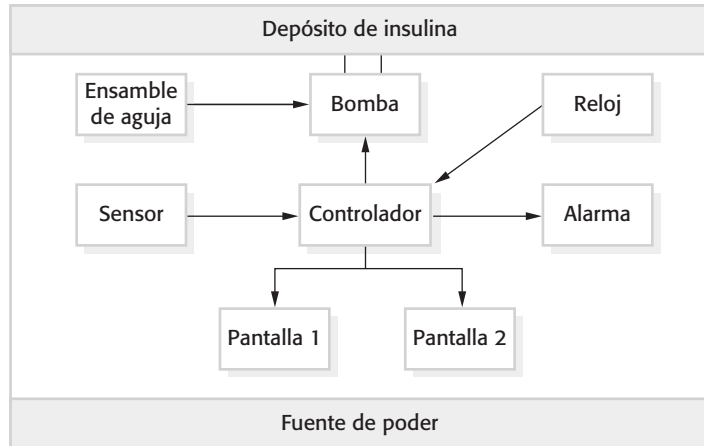 Depósito de insulina
Ensamble
de aguja
Bomba
Reloj
Sensor
Controlador
Alarma
Pantalla 1
Pantalla 2
Fuente de poder